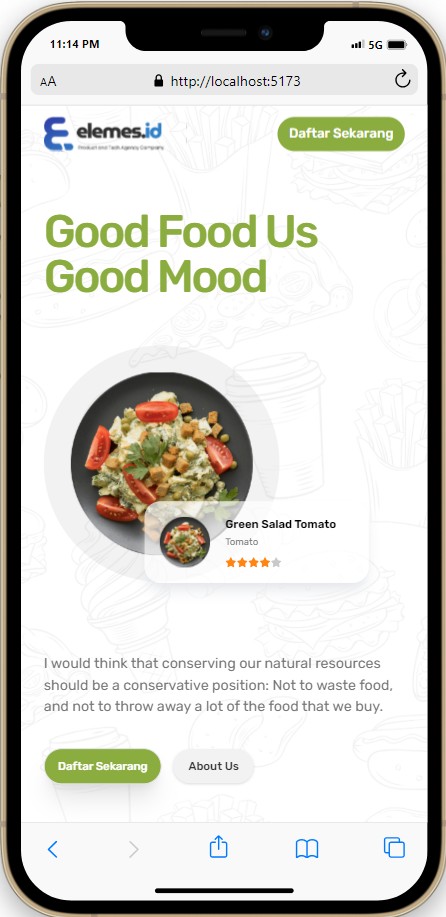 11:14 PM
5G
AA
http://localhost:5173
elemes.id
Product and Tech Agency Company
Daftar Sekarang
Good Food Us
Good Mood
Green Salad Tomato
Tomato
I would think that conserving our natural resources
should be a conservative position: Not to waste food,
and not to throw away a lot of the food that we buy.
Daftar Sekarang
About Us